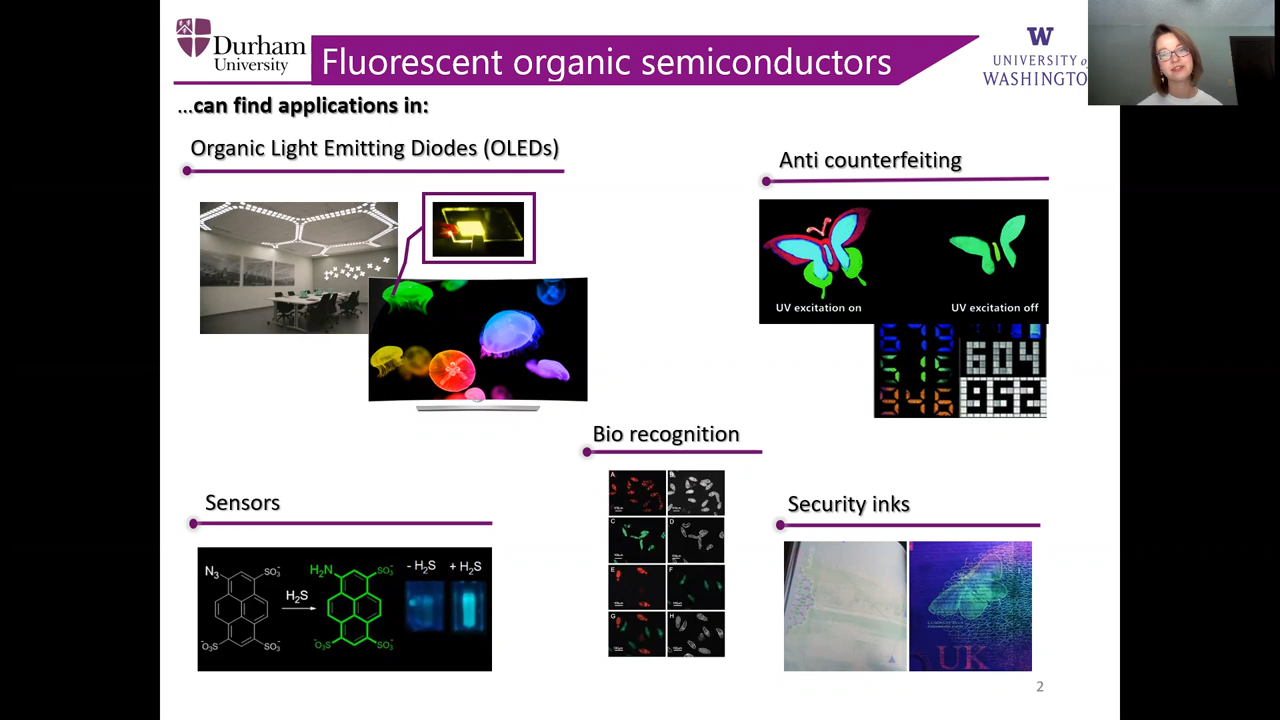 Durham
University
Fluorescent organic semiconductors
W
UNIVERSITY of
WASHINGTO
...can find applications in:
Organic Light Emitting Diodes (OLEDs)
Anti counterfeiting
UV excitation on
UV excitation off
604
952
Bio recognition
A
B
C
D
E
F
G
H
Sensors
N₃
SO₃⁻
H₂S
⁻O₃S
SO₃⁻
H₂N
SO₃⁻
⁻O₃S
SO₃⁻
- H₂S
+ H₂S
Security inks
UK
2